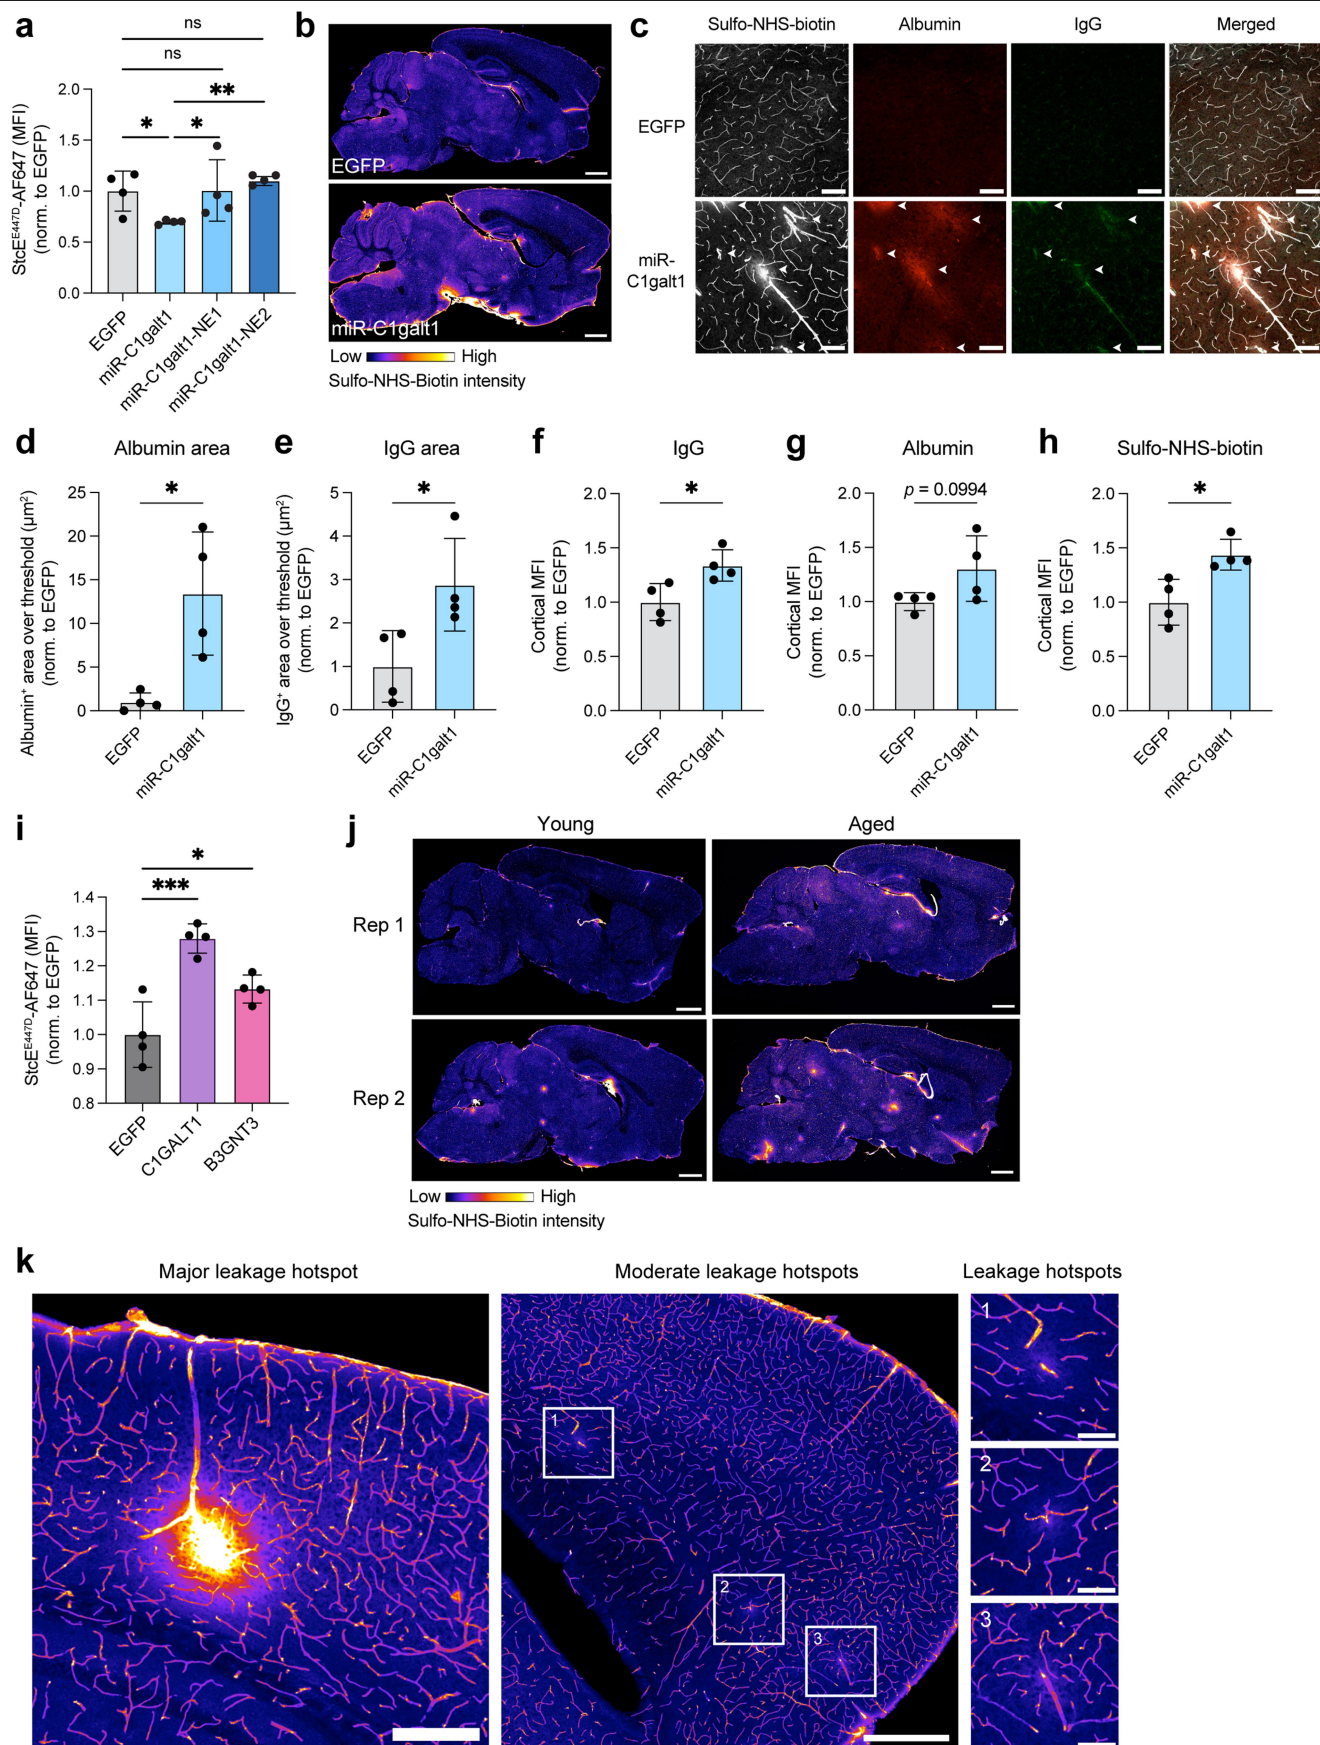 a
ns
ns
**
*
*
StcE^E447D-AF647 (MFI)
(norm. to EGFP)
2.0
1.5
1.0
0.5
0.0
EGFP
miR-C1galt1
miR-C1galt1-NE1
miR-C1galt1-NE2
b
EGFP
miR-C1galt1
Low
High
Sulfo-NHS-Biotin intensity
c
Sulfo-NHS-biotin
Albumin
IgG
Merged
EGFP
miR-
C1galt1
d
Albumin area
*
Albumin⁺ area over threshold (μm²)
(norm. to EGFP)
25
20
15
10
5
0
EGFP
miR-C1galt1
e
IgG area
*
IgG⁺ area over threshold (μm²)
(norm. to EGFP)
5
4
3
2
1
0
EGFP
miR-C1galt1
f
IgG
*
Cortical MFI
(norm. to EGFP)
2.0
1.5
1.0
0.5
0.0
EGFP
miR-C1galt1
g
Albumin
p = 0.0994
Cortical MFI
(norm. to EGFP)
2.0
1.5
1.0
0.5
0.0
EGFP
miR-C1galt1
h
Sulfo-NHS-biotin
*
Cortical MFI
(norm. to EGFP)
2.0
1.5
1.0
0.5
0.0
EGFP
miR-C1galt1
i
*
***
StcE^E447D-AF647 (MFI)
(norm. to EGFP)
1.4
1.3
1.2
1.1
1.0
0.9
0.8
EGFP
C1GALT1
B3GNT3
j
Young
Aged
Rep 1
Rep 2
Low
High
Sulfo-NHS-Biotin intensity
k
Major leakage hotspot
Moderate leakage hotspots
Leakage hotspots
1
2
3
1
2
3